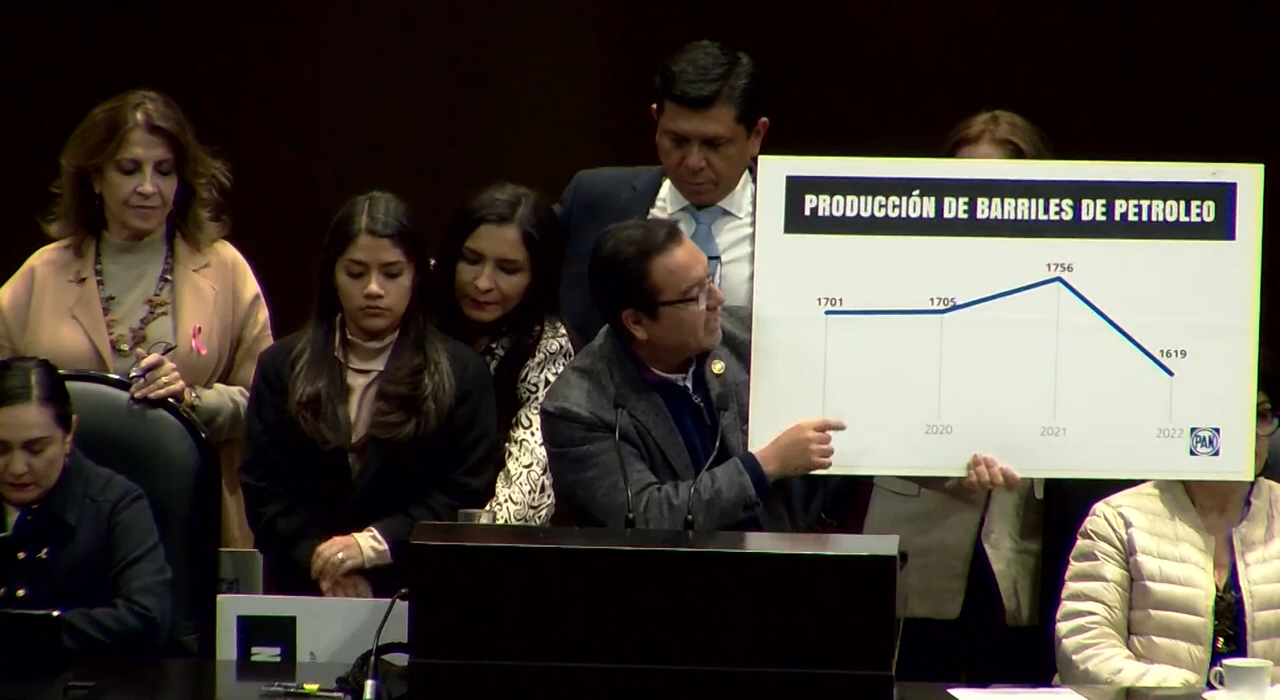 PRODUCCIÓN DE BARRILES DE PETROLEO
1701
1705
1756
1619
2020
2021
2022
PAN
N